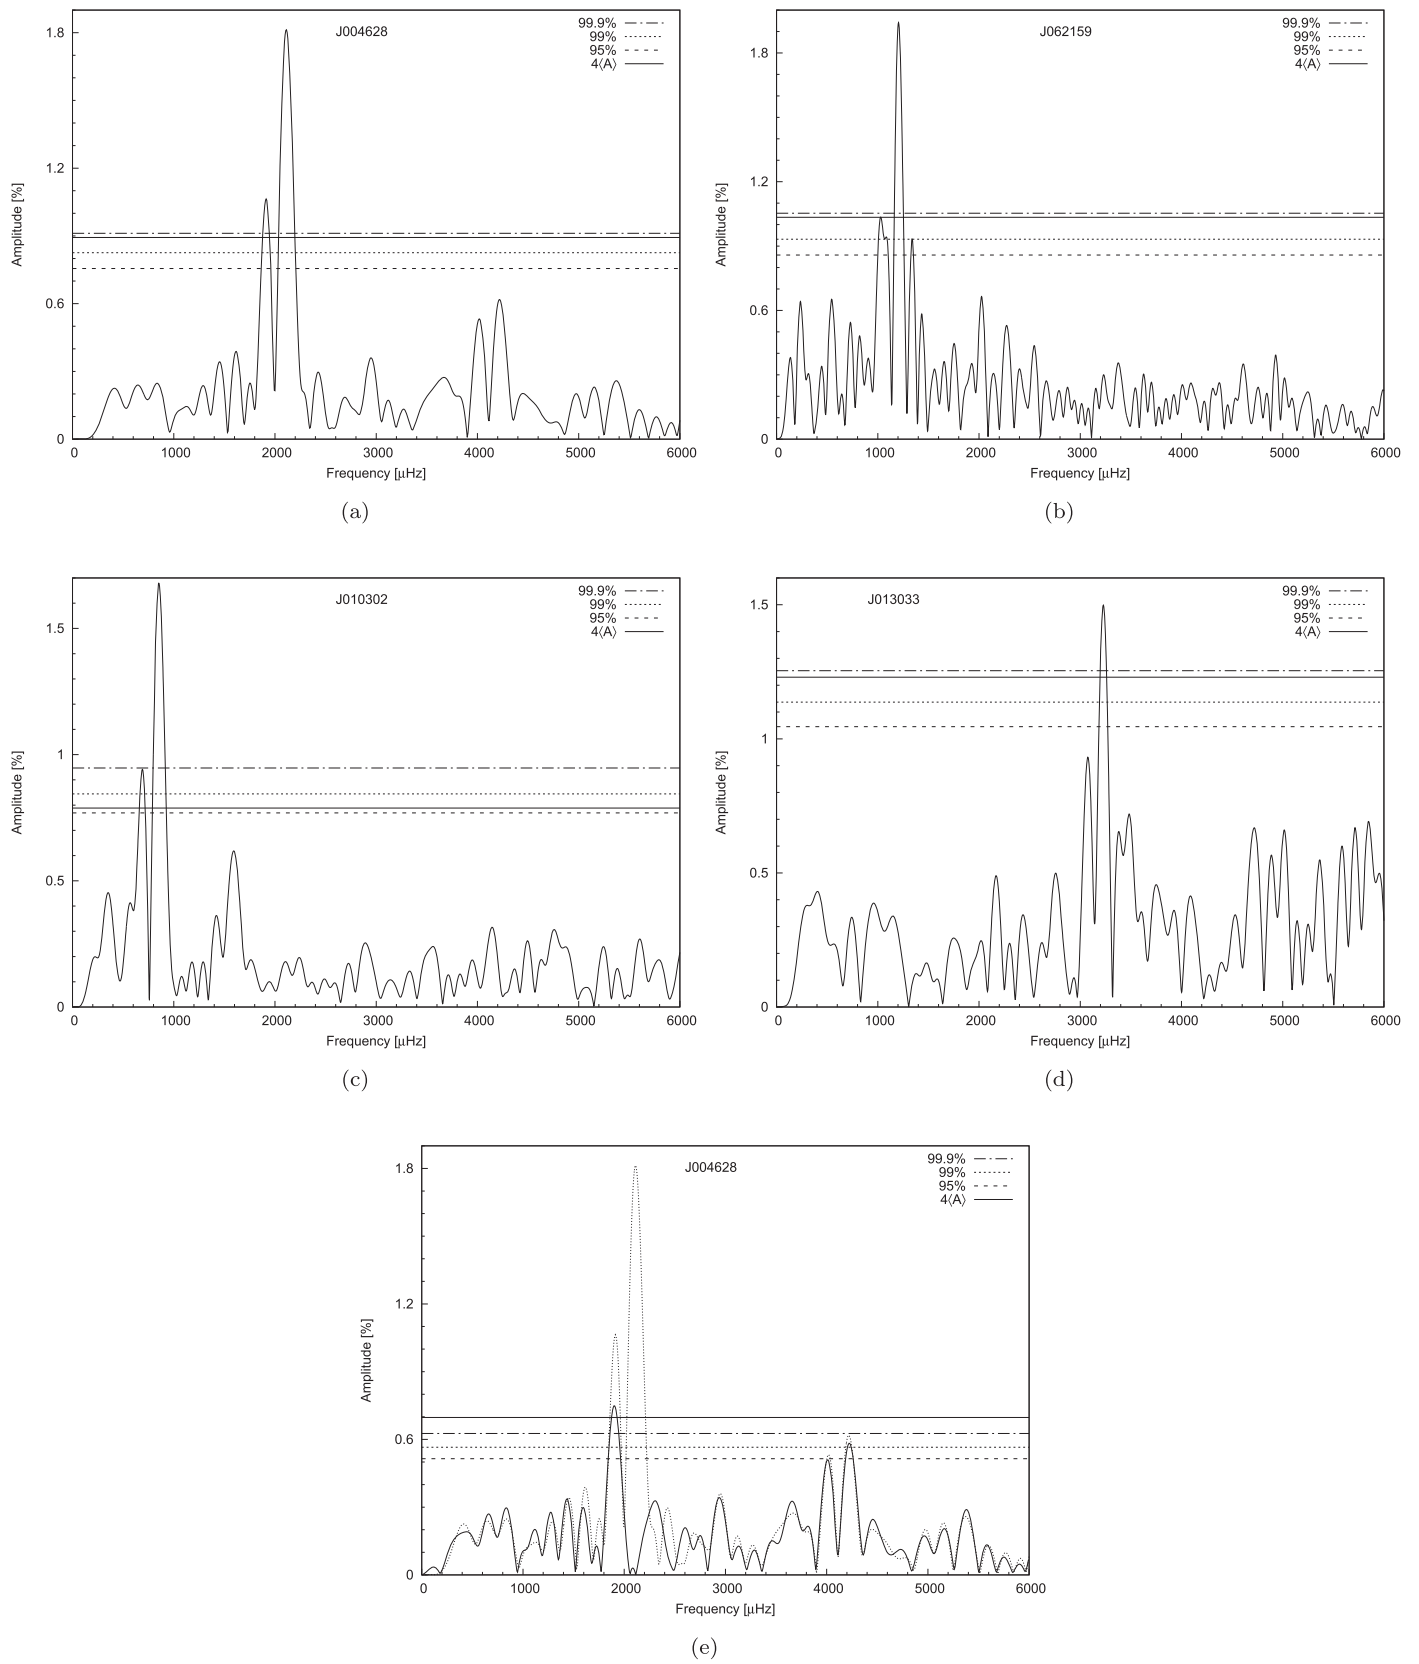 J004628
99.9%
99%
95%
4⟨A⟩
1.8
1.2
0.6
0
Amplitude [%]
0 1000 2000 3000 4000 5000 6000
Frequency [μHz]
(a)
J062159
99.9%
99%
95%
4⟨A⟩
1.8
1.2
0.6
0
Amplitude [%]
0 1000 2000 3000 4000 5000 6000
Frequency [μHz]
(b)
J010302
99.9%
99%
95%
4⟨A⟩
1.5
1
0.5
0
Amplitude [%]
0 1000 2000 3000 4000 5000 6000
Frequency [μHz]
(c)
J013033
99.9%
99%
95%
4⟨A⟩
1.5
1
0.5
0
Amplitude [%]
0 1000 2000 3000 4000 5000 6000
Frequency [μHz]
(d)
J004628
99.9%
99%
95%
4⟨A⟩
1.8
1.2
0.6
0
Amplitude [%]
0 1000 2000 3000 4000 5000 6000
Frequency [μHz]
(e)